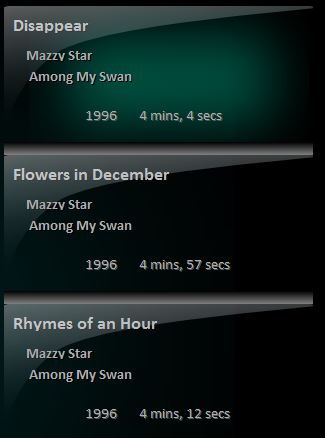 Disappear
Mazzy Star
Among My Swan
1996 4 mins, 4 secs
Flowers in December
Mazzy Star
Among My Swan
1996 4 mins, 57 secs
Rhymes of an Hour
Mazzy Star
Among My Swan
1996 4 mins, 12 secs